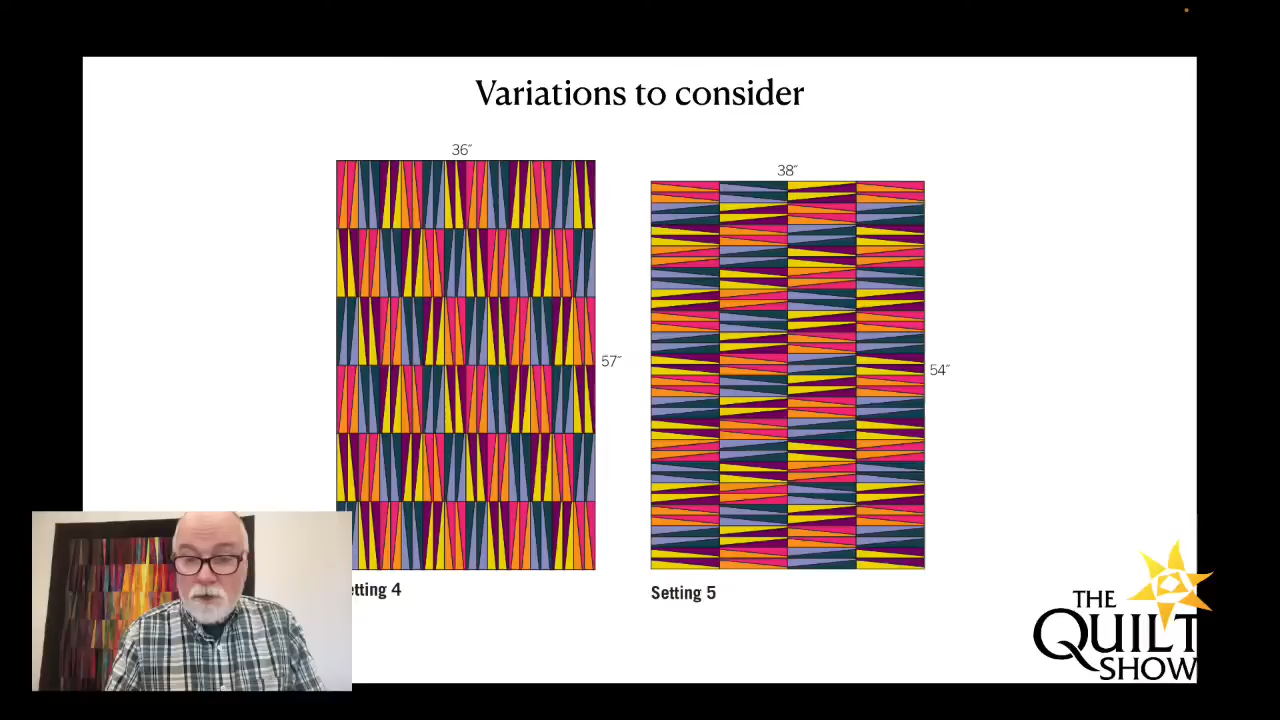 Variations to consider
36″
38″
57″
54″
etting 4
Setting 5
THE
QUILT
SHOW